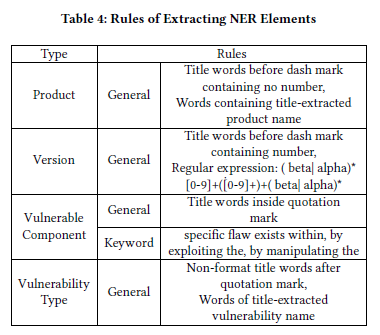 Table 4: Rules of Extracting NER Elements
Type Rules
Product General Title words before dash mark
containing no number,
Words containing title-extracted
product name
Version General Title words before dash mark
containing number,
Regular expression: ( beta| alpha)*
[0-9]+([0-9]+)+( beta| alpha)*
Vulnerable
Component
General Title words inside quotation
mark
Keyword specific flaw exists within, by
exploiting the, by manipulating the
Vulnerability
Type
General Non-format title words after
quotation mark,
Words of title-extracted
vulnerability name